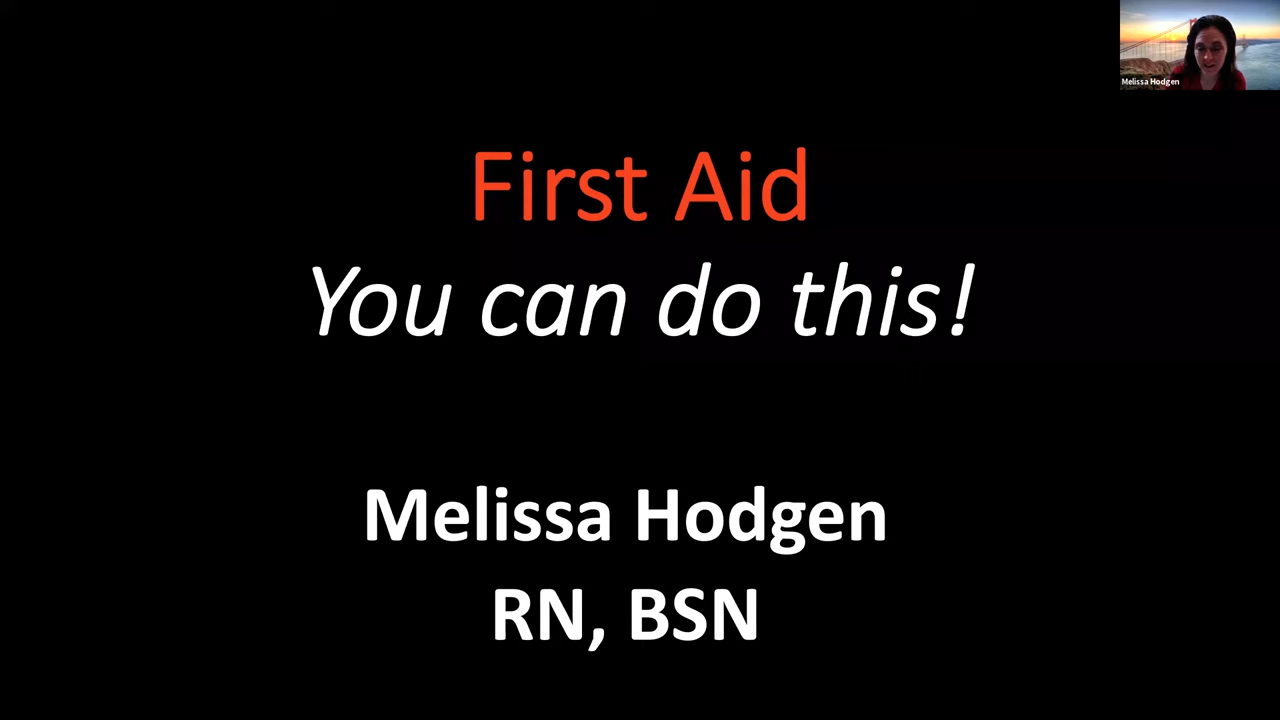 Melissa Hodgen
First Aid
You can do this!
Melissa Hodgen
RN, BSN